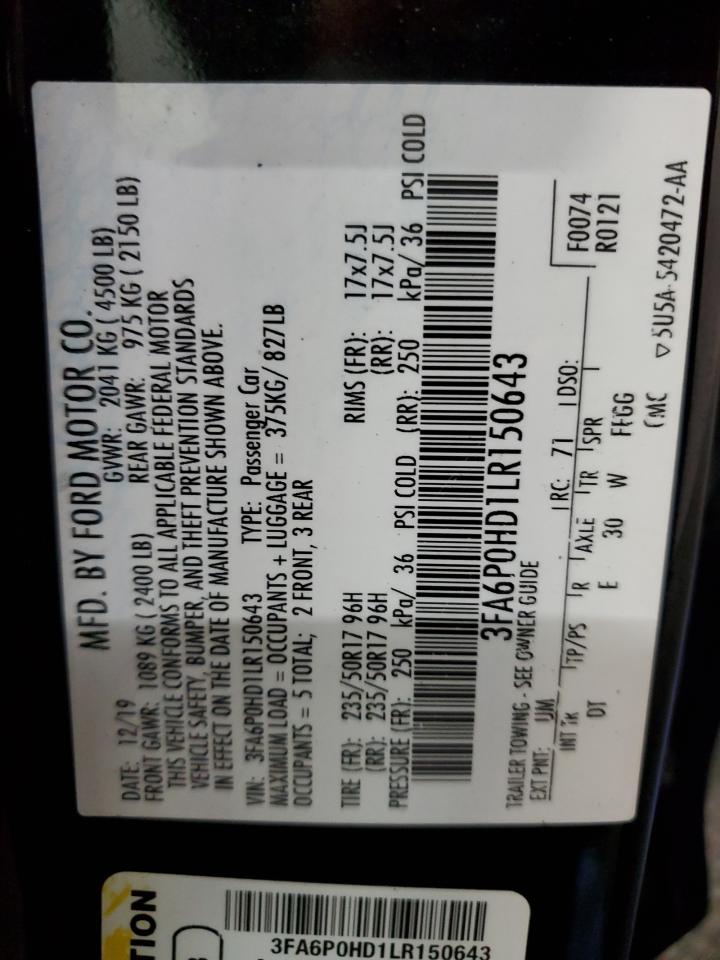 MFD. BY FORD MOTOR CO.
DATE: 12/19 GVWR: 2041 KG ( 4500 LB)
FRONT GAWR: 1089 KG ( 2400 LB) REAR GAWR: 975 KG ( 2150 LB)
THIS VEHICLE CONFORMS TO ALL APPLICABLE FEDERAL MOTOR
VEHICLE SAFETY, BUMPER, AND THEFT PREVENTION STANDARDS
IN EFFECT ON THE DATE OF MANUFACTURE SHOWN ABOVE.
VIN: 3FA6P0HD1LR150643 TYPE: Passenger Car
MAXIMUM LOAD = OCCUPANTS + LUGGAGE = 375KG/ 827LB
OCCUPANTS = 5 TOTAL; 2 FRONT, 3 REAR
TIRE (FR): 235/50R17 96H RIMS (FR): 17x7.5J
(RR): 235/50R17 96H (RR): 17x7.5J
PRESSURE (FR): 250 kPa/ 36 PSI COLD (RR): 250 kPa/ 36 PSI COLD
3FA6P0HD1LR150643
TRAILER TOWING - SEE OWNER GUIDE
EXT PNT: UM RC: 71 DSO:
INT TR TP/PS R AXLE TR SPR
DT E 30 W FFGG
F0074
R0121
CMC
▽5U5A-5420472-AA
TION
3FA6P0HD1LR150643